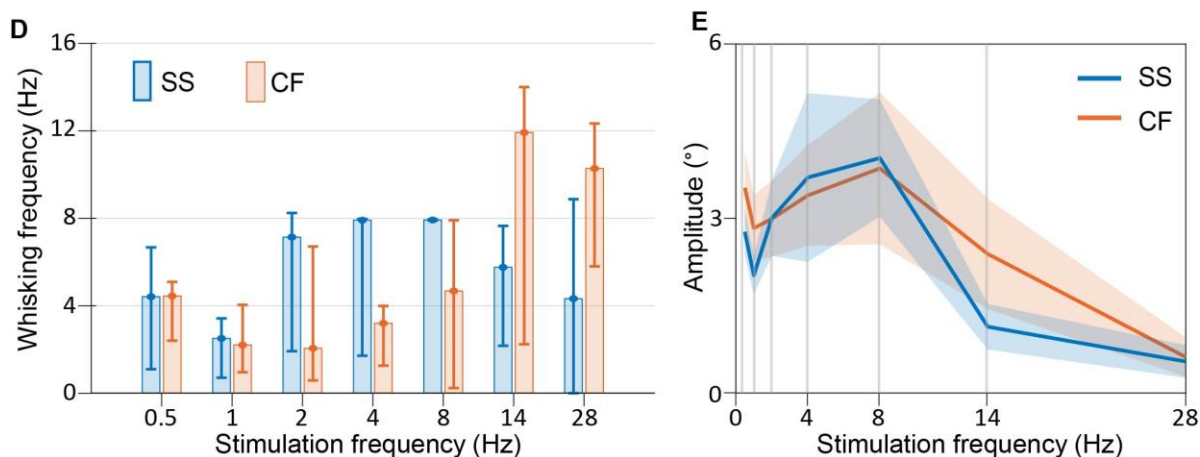 D
Whisking frequency (Hz)
16
12
8
4
0
SS
CF
0.5 1 2 4 8 14 28
Stimulation frequency (Hz)
E
Amplitude (°)
6
3
0
SS
CF
0 4 8 14 28
Stimulation frequency (Hz)